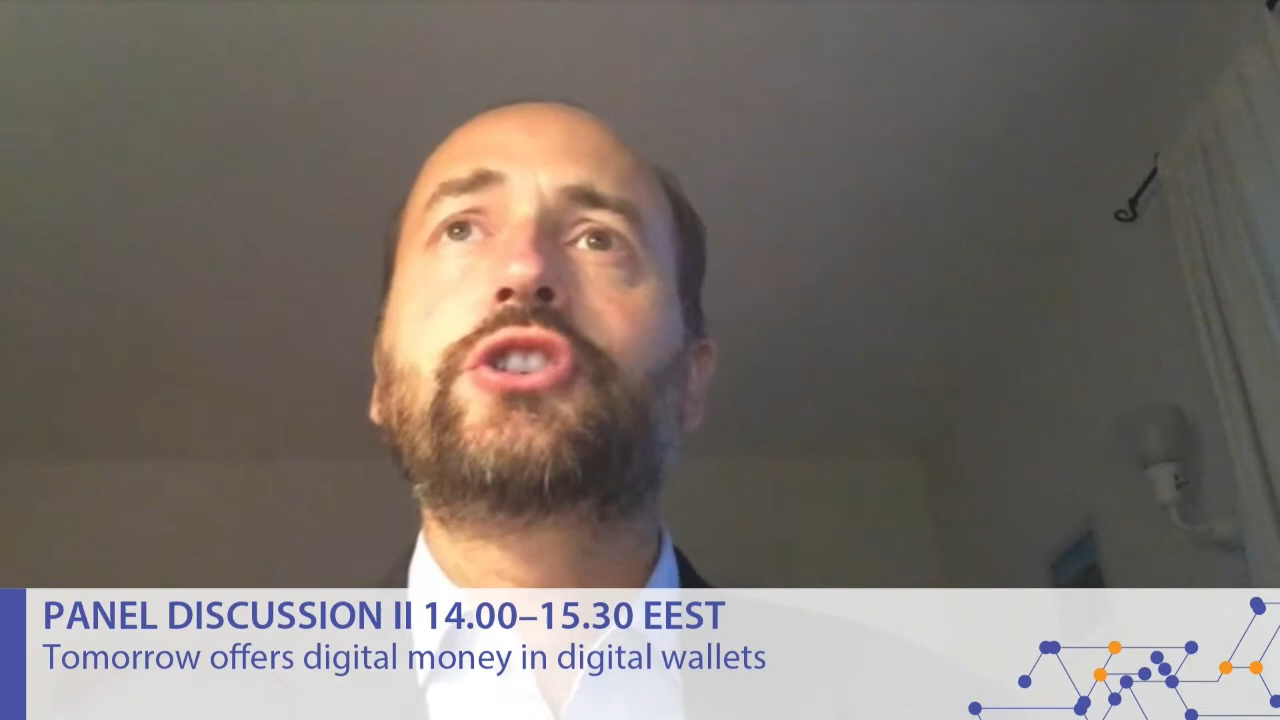 PANEL DISCUSSION II 14.00–15.30 EEST
Tomorrow offers digital money in digital wallets